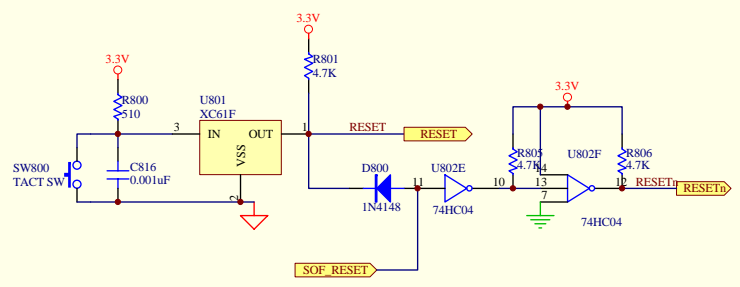 3.3V
R801
4.7K
3.3V
R800
510
U801
XC61F
3
IN
OUT
1
VSS
2
RESET
RESET
SW800
TACT SW
C816
0.001uF
D800
1N4148
11
U802E
74HC04
10
3.3V
R805
4.7K
14
13
7
U802F
74HC04
12
R806
4.7K
RESETn
RESETn
SOF_RESET